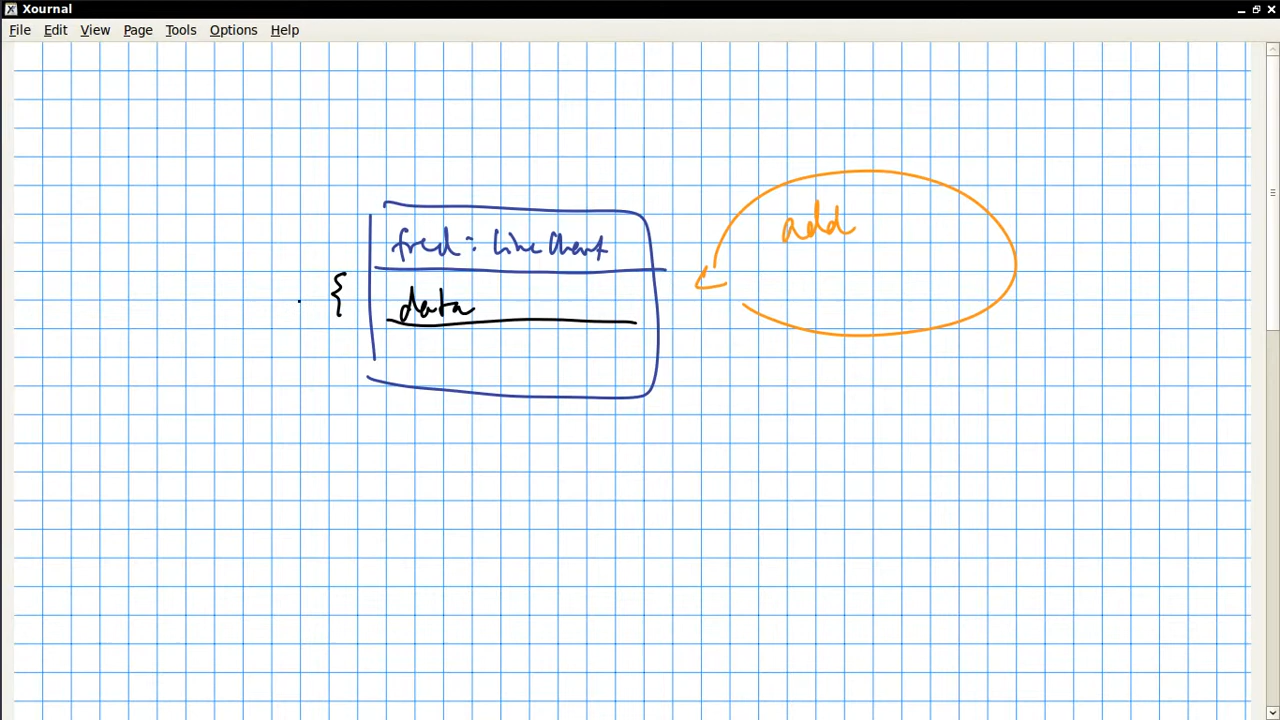 Xournal
File Edit View Page Tools Options Help
fred: LineChart
{ data
add